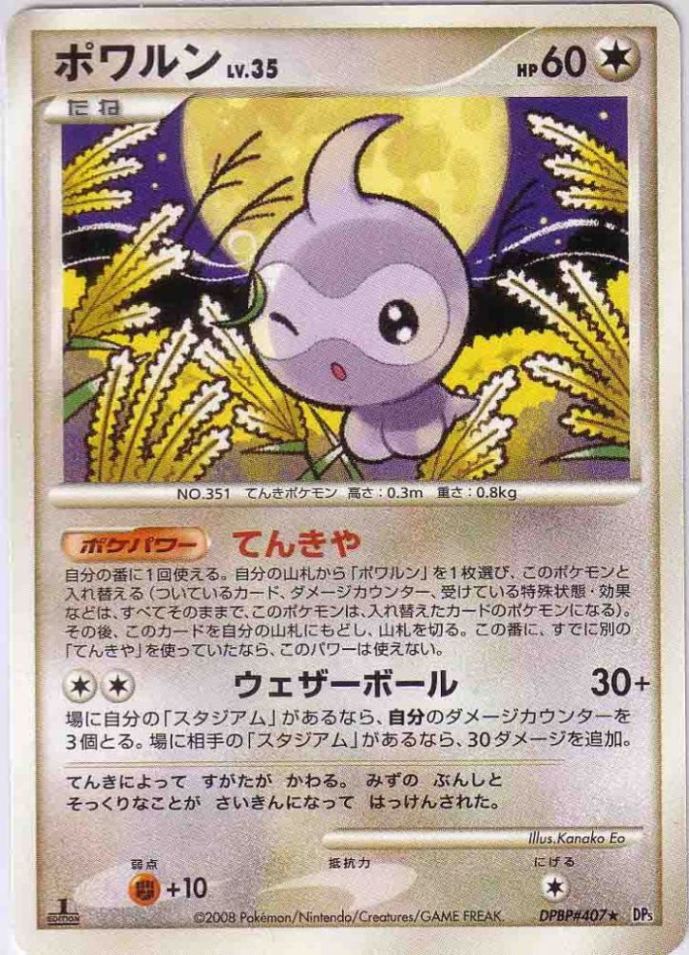 ポワルン LV.35 HP60
たね
NO.351 てんきポケモン 高さ:0.3m 重さ:0.8kg
ポケパワー てんきや
自分の番に1回使える。自分の山札から「ポワルン」を1枚選び、このポケモンと
入れ替える(ついているカード、ダメージカウンター、受けている特殊状態・効果
などは、すべてそのままで、このポケモンは、入れ替えたカードのポケモンになる)。
その後、このカードを自分の山札にもどし、山札を切る。この番に、すでに別の
「てんきや」を使っていたなら、このパワーは使えない。
ウェザーボール 30+
場に自分の「スタジアム」があるなら、自分のダメージカウンターを
3個とる。場に相手の「スタジアム」があるなら、30ダメージを追加。
てんきによって すがたが かわる。 みずの ぶんしと
そっくりなことが さいきんになって はっけんされた。
Illus.Kanako Eo
弱点 抵抗力 にげる
+10
1 EDITION ©2008 Pokémon/Nintendo/Creatures/GAME FREAK. DPBP#407★ DPs